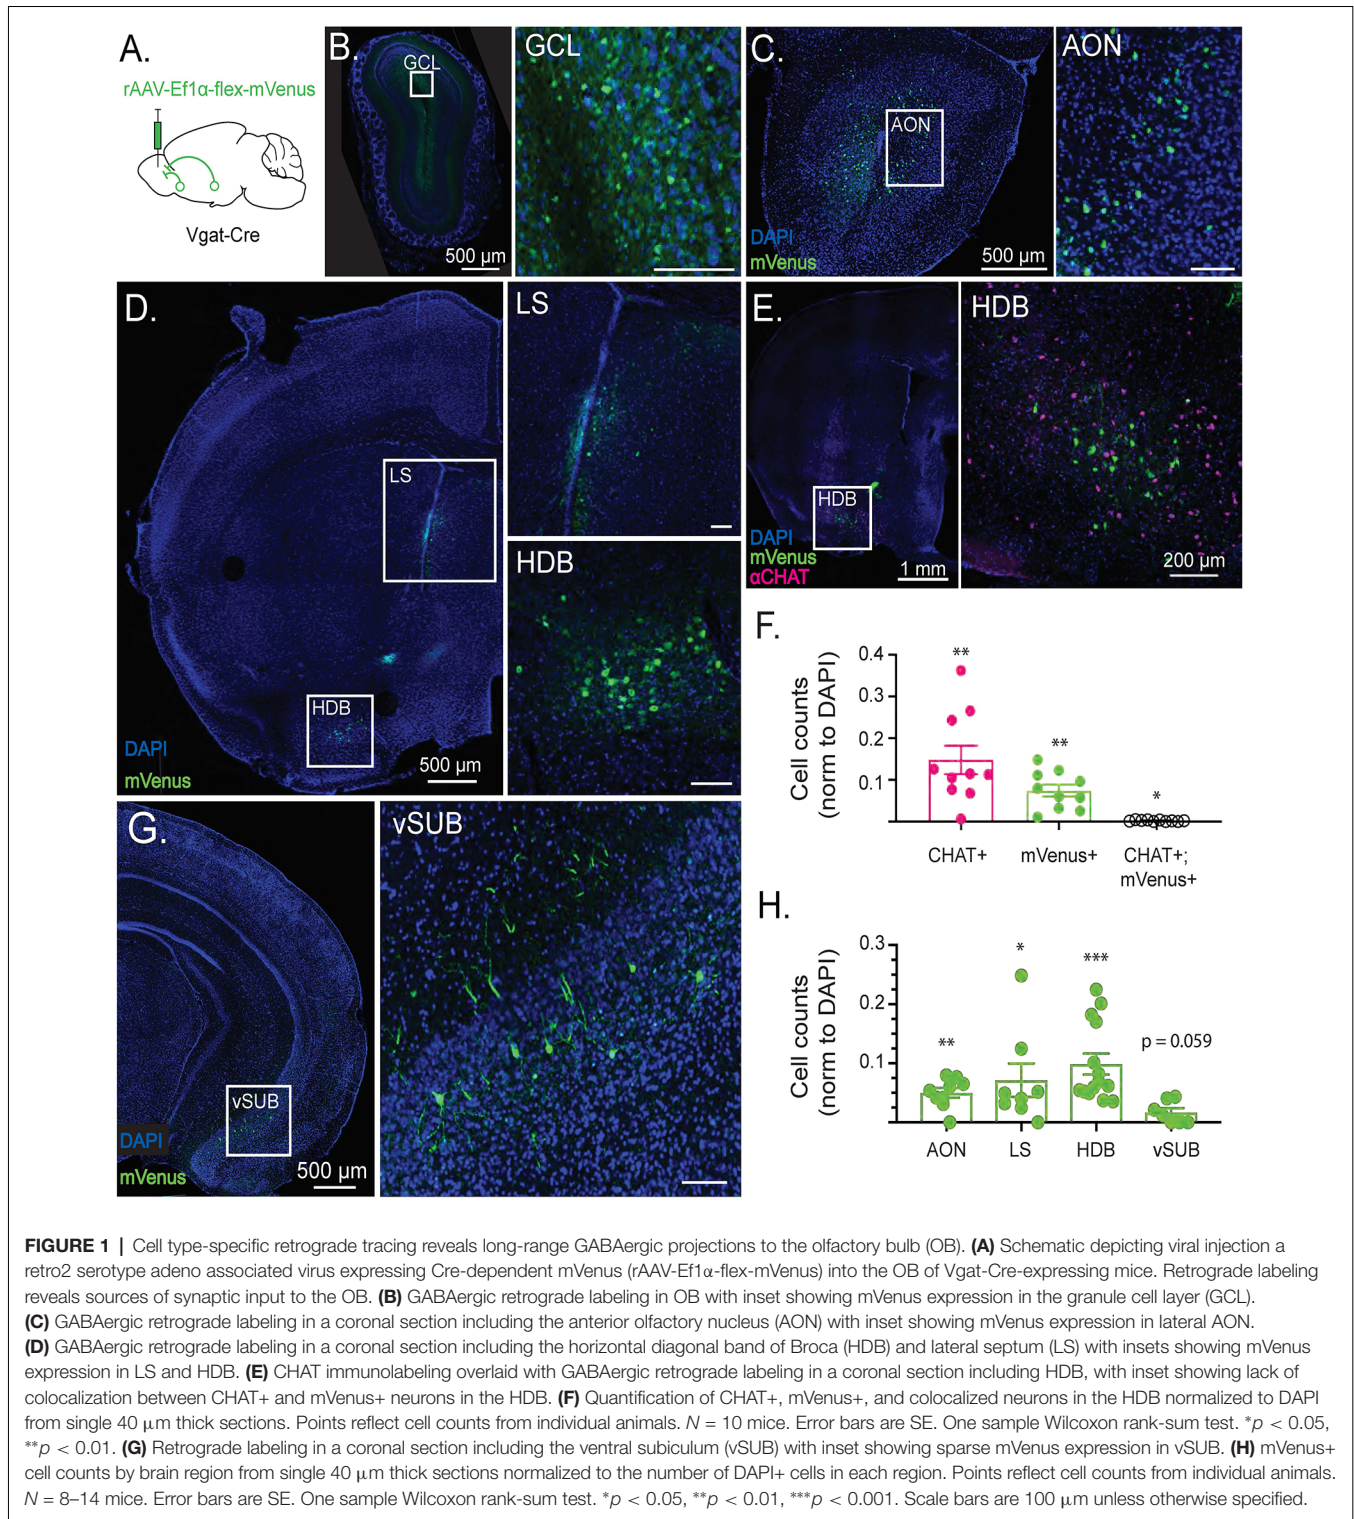 A.
rAAV-Ef1α-flex-mVenus
Vgat-Cre
B.
GCL
500 µm
GCL
C.
AON
DAPI
mVenus
500 µm
AON
D.
LS
HDB
DAPI
mVenus
500 µm
LS
HDB
E.
HDB
DAPI
mVenus
αCHAT
1 mm
HDB
200 µm
F.
Cell counts
(norm to DAPI)
0.4
0.3
0.2
0.1
**
**
*
CHAT+
mVenus+
CHAT+;
mVenus+
G.
vSUB
DAPI
mVenus
500 µm
vSUB
H.
Cell counts
(norm to DAPI)
0.3
0.2
0.1
**
*
***
p = 0.059
AON
LS
HDB
vSUB
FIGURE 1 | Cell type-specific retrograde tracing reveals long-range GABAergic projections to the olfactory bulb (OB). (A) Schematic depicting viral injection a
retro2 serotype adeno associated virus expressing Cre-dependent mVenus (rAAV-Ef1α-flex-mVenus) into the OB of Vgat-Cre-expressing mice. Retrograde labeling
reveals sources of synaptic input to the OB. (B) GABAergic retrograde labeling in OB with inset showing mVenus expression in the granule cell layer (GCL).
(C) GABAergic retrograde labeling in a coronal section including the anterior olfactory nucleus (AON) with inset showing mVenus expression in lateral AON.
(D) GABAergic retrograde labeling in a coronal section including the horizontal diagonal band of Broca (HDB) and lateral septum (LS) with insets showing mVenus
expression in LS and HDB. (E) CHAT immunolabeling overlaid with GABAergic retrograde labeling in a coronal section including HDB, with inset showing lack of
colocalization between CHAT+ and mVenus+ neurons in the HDB. (F) Quantification of CHAT+, mVenus+, and colocalized neurons in the HDB normalized to DAPI
from single 40 µm thick sections. Points reflect cell counts from individual animals. N = 10 mice. Error bars are SE. One sample Wilcoxon rank-sum test. *p < 0.05,
**p < 0.01. (G) Retrograde labeling in a coronal section including the ventral subiculum (vSUB) with inset showing sparse mVenus expression in vSUB. (H) mVenus+
cell counts by brain region from single 40 µm thick sections normalized to the number of DAPI+ cells in each region. Points reflect cell counts from individual animals.
N = 8–14 mice. Error bars are SE. One sample Wilcoxon rank-sum test. *p < 0.05, **p < 0.01, ***p < 0.001. Scale bars are 100 µm unless otherwise specified.